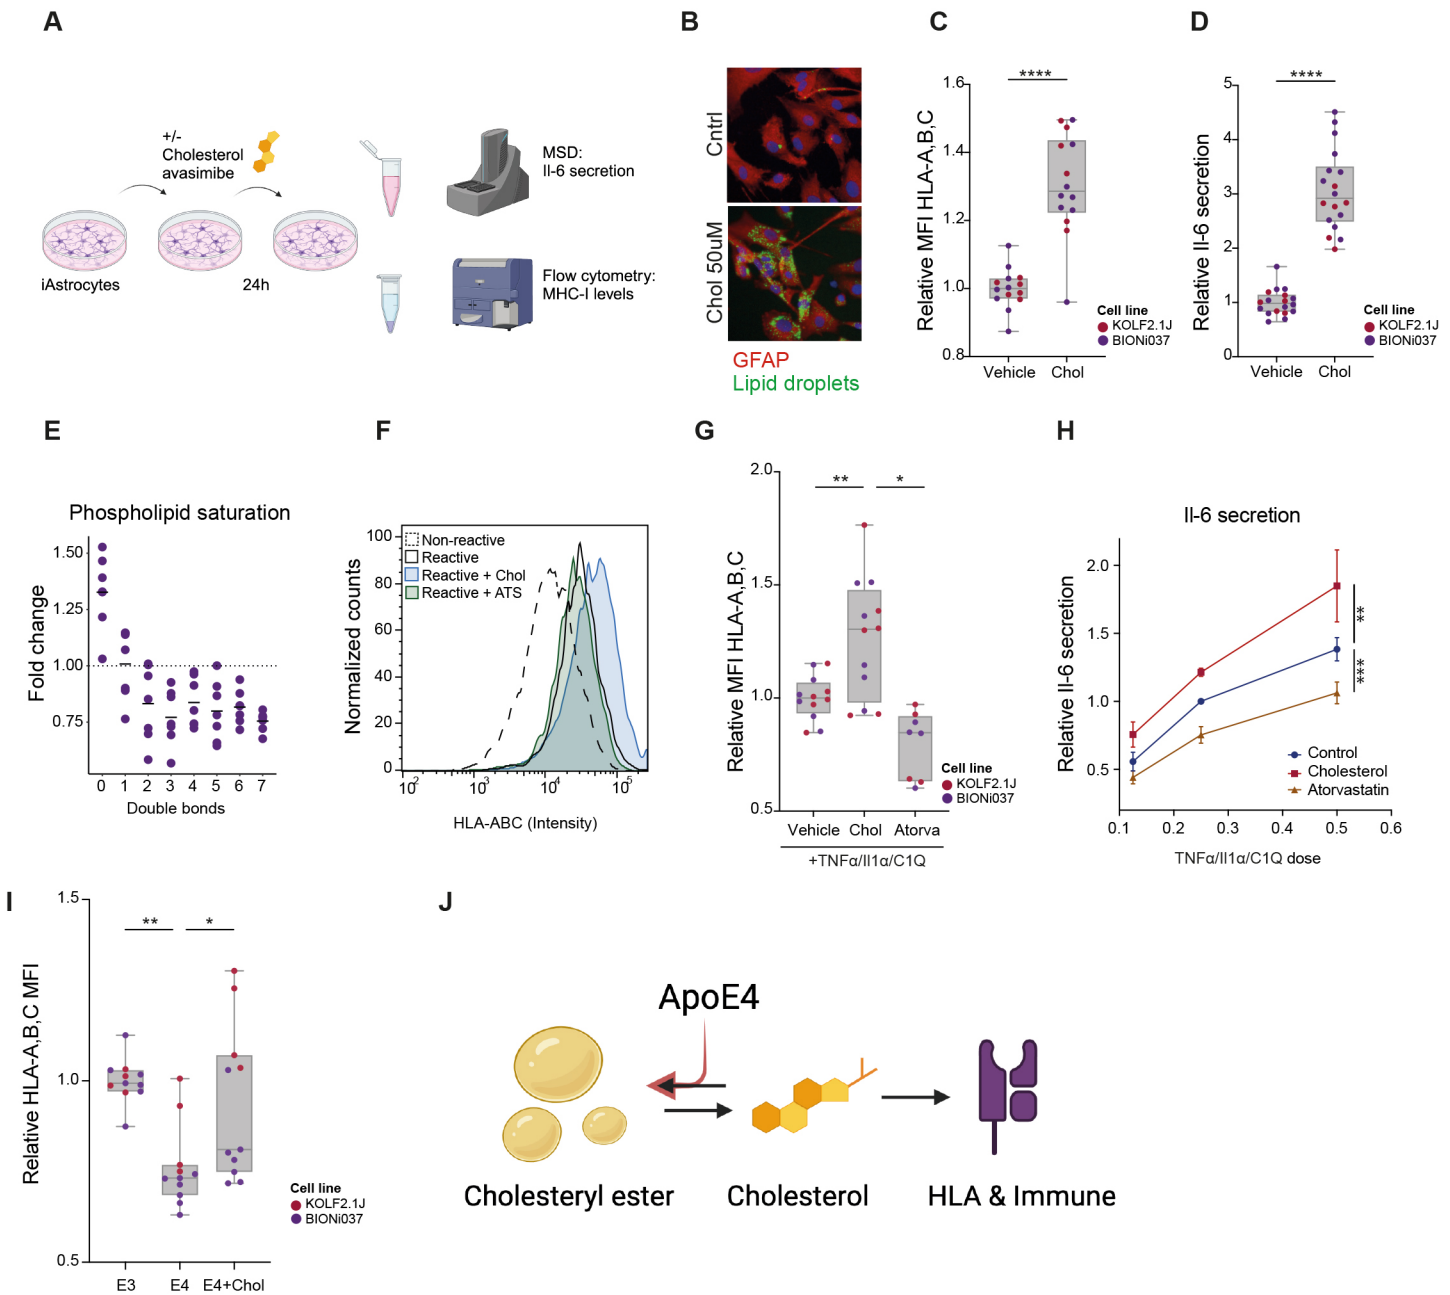 A
+/-
Cholesterol
avasimibe
iAstrocytes
24h
MSD:
Il-6 secretion
Flow cytometry:
MHC-I levels
B
Cntrl
Chol 50uM
GFAP
Lipid droplets
C
****
Relative MFI HLA-A,B,C
1.6
1.4
1.2
1.0
0.8
Vehicle
Chol
Cell line
KOLF2.1J
BIONi037
D
****
Relative Il-6 secretion
5
4
3
2
1
0
Vehicle
Chol
Cell line
KOLF2.1J
BIONi037
E
Phospholipid saturation
Fold change
1.50
1.25
1.00
0.75
0 1 2 3 4 5 6 7
Double bonds
F
Normalized counts
100
80
60
40
20
0
Non-reactive
Reactive
Reactive + Chol
Reactive + ATS
10² 10³ 10⁴ 10⁵
HLA-ABC (Intensity)
G
** *
Relative MFI HLA-A,B,C
2.0
1.5
1.0
0.5
Vehicle Chol Atorva
+TNFα/Il1α/C1Q
Cell line
KOLF2.1J
BIONi037
H
Il-6 secretion
Relative Il-6 secretion
2.0
1.5
1.0
0.5
**
***
Control
Cholesterol
Atorvastatin
0.1 0.2 0.3 0.4 0.5 0.6
TNFα/Il1α/C1Q dose
I
** *
Relative HLA-A,B,C MFI
1.5
1.0
0.5
E3 E4 E4+Chol
Cell line
KOLF2.1J
BIONi037
J
ApoE4
Cholesteryl ester
Cholesterol
HLA & Immune